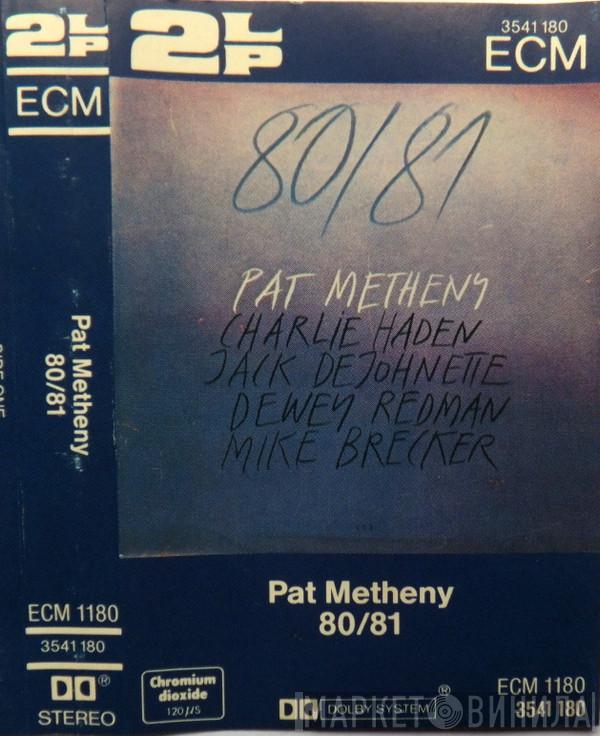 2LP
ECM
Pat Metheny
80/81
ECM 1180
3541 180
STEREO
2LP
3541 180
ECM
80/81
PAT METHENY
CHARLIE HADEN
JACK DEJOHNETTE
DEWEY REDMAN
MIKE BRECKER
Pat Metheny
80/81
Chromium
dioxide
120 µS
DOLBY SYSTEM®
ECM 1180
3541 180
МАРКЕТ ВИНИЛА
SIDE ONE